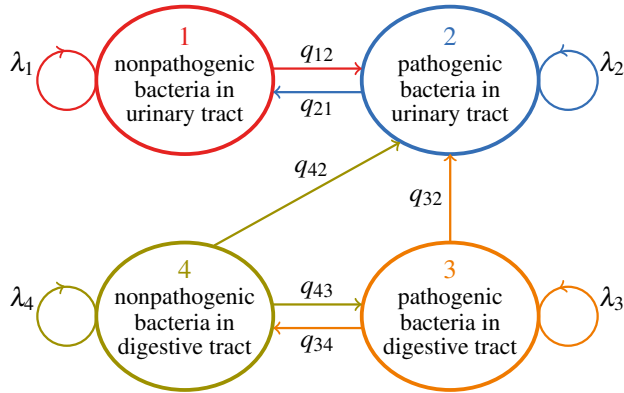 1
nonpathogenic
bacteria in
urinary tract
λ₁
q₁₂
q₂₁
2
pathogenic
bacteria in
urinary tract
λ₂
q₄₂
q₃₂
4
nonpathogenic
bacteria in
digestive tract
λ₄
q₄₃
q₃₄
3
pathogenic
bacteria in
digestive tract
λ₃